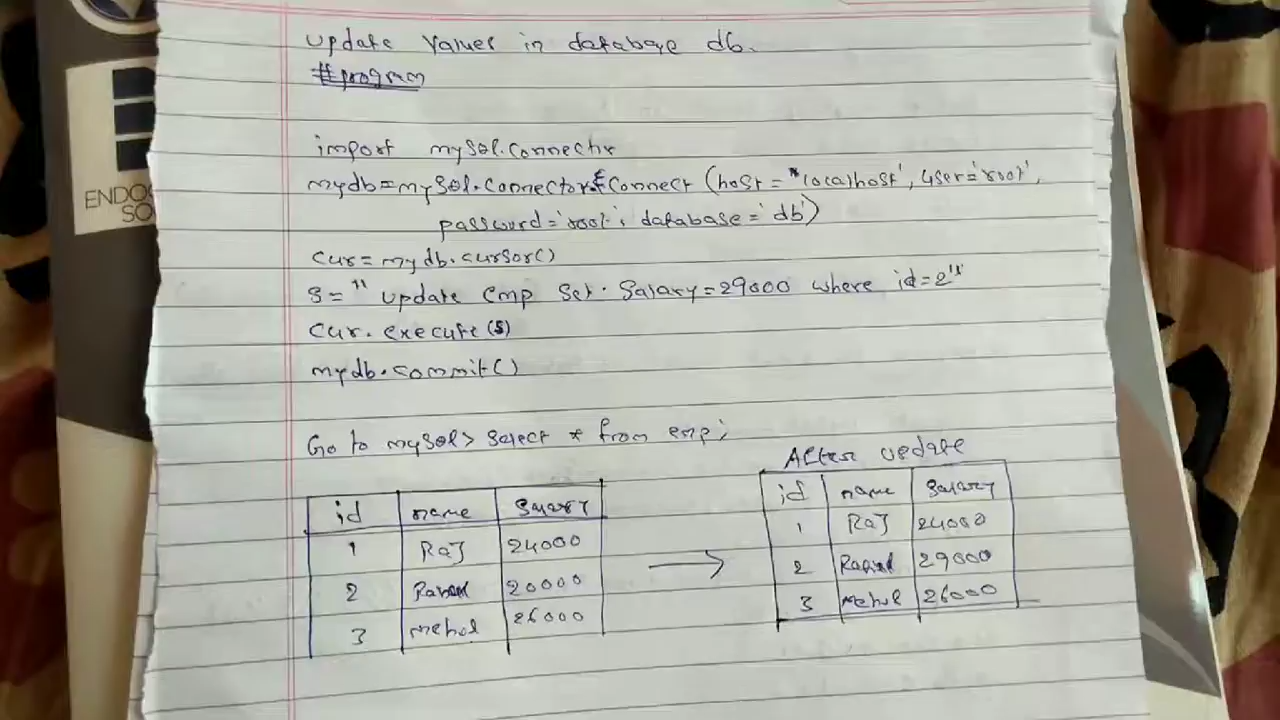 update values in database db.
#program
import mysql.connector
mydb=mysql.connector.connect (host='localhost', user='root',
password='root', database='db')
cur=mydb.cursor()
s="update emp set salary=29000 where id=2"
cur.execute(s)
mydb.commit()
Go to mysql> select * from emp;
After update
id name salary
1 Raj 24000
2 20000
3 mehul 26000
id name salary
1 Raj 24000
2 29000
3 mehul 26000
ENDO
SO